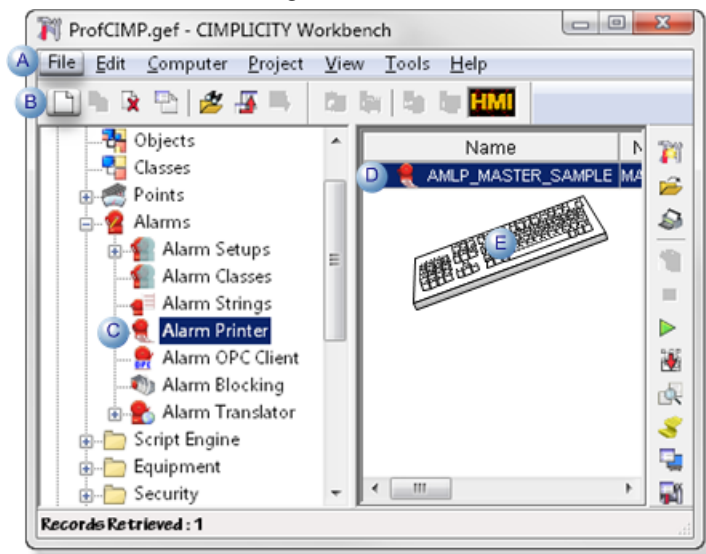 ProfCIMP.gef - CIMPLICITY Workbench
A File Edit Computer Project View Tools Help
B HMI
Objects
Classes
Points
Alarms
Alarm Setups
Alarm Classes
Alarm Strings
C Alarm Printer
Alarm OPC Client
OPC
Alarm Blocking
Alarm Translator
Script Engine
Equipment
Security
Name N
D AMLP_MASTER_SAMPLE MA
E
Records Retrieved : 1